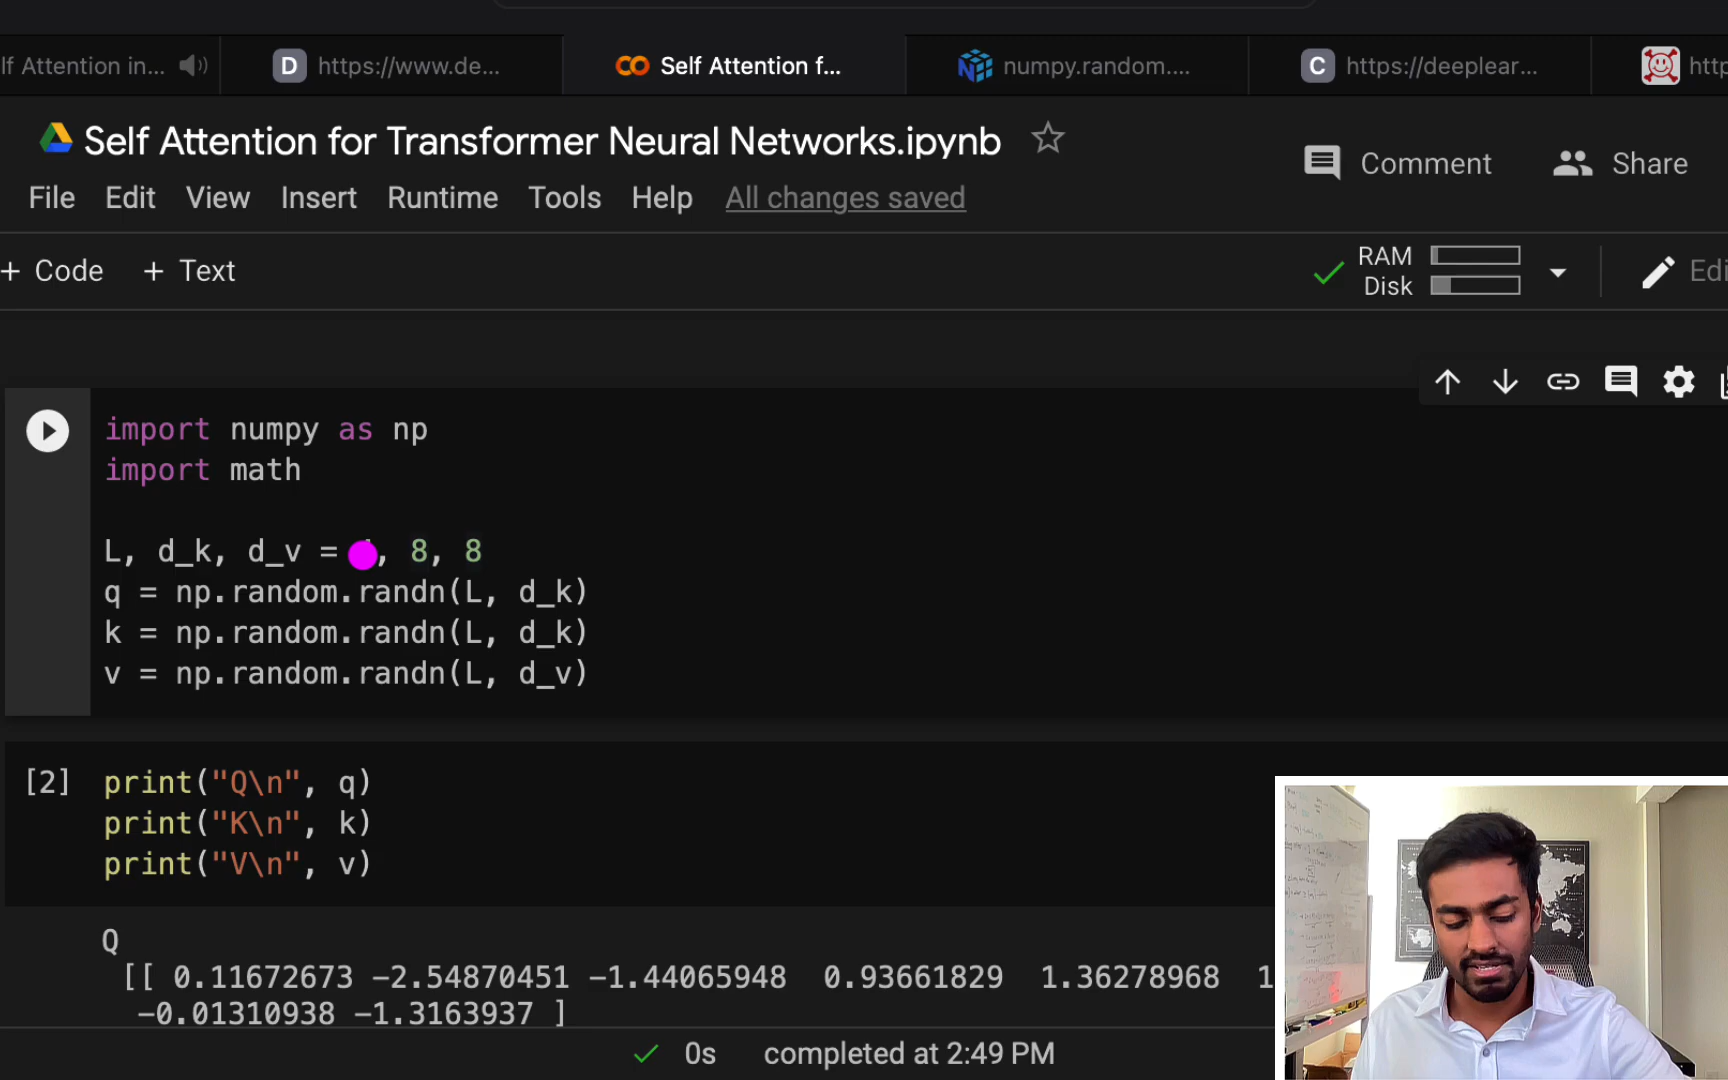 lf Attention in...
D https://www.de...
Self Attention f...
numpy.random....
C https://deeplear...
http
Self Attention for Transformer Neural Networks.ipynb
Comment
Share
File Edit View Insert Runtime Tools Help All changes saved
+ Code + Text
RAM
Disk
Edi
import numpy as np
import math
L, d_k, d_v = , 8, 8
q = np.random.randn(L, d_k)
k = np.random.randn(L, d_k)
v = np.random.randn(L, d_v)
[2] print("Q\n", q)
print("K\n", k)
print("V\n", v)
Q
[[ 0.11672673 -2.54870451 -1.44065948 0.93661829 1.36278968 1
-0.01310938 -1.3163937 ]
0s completed at 2:49 PM